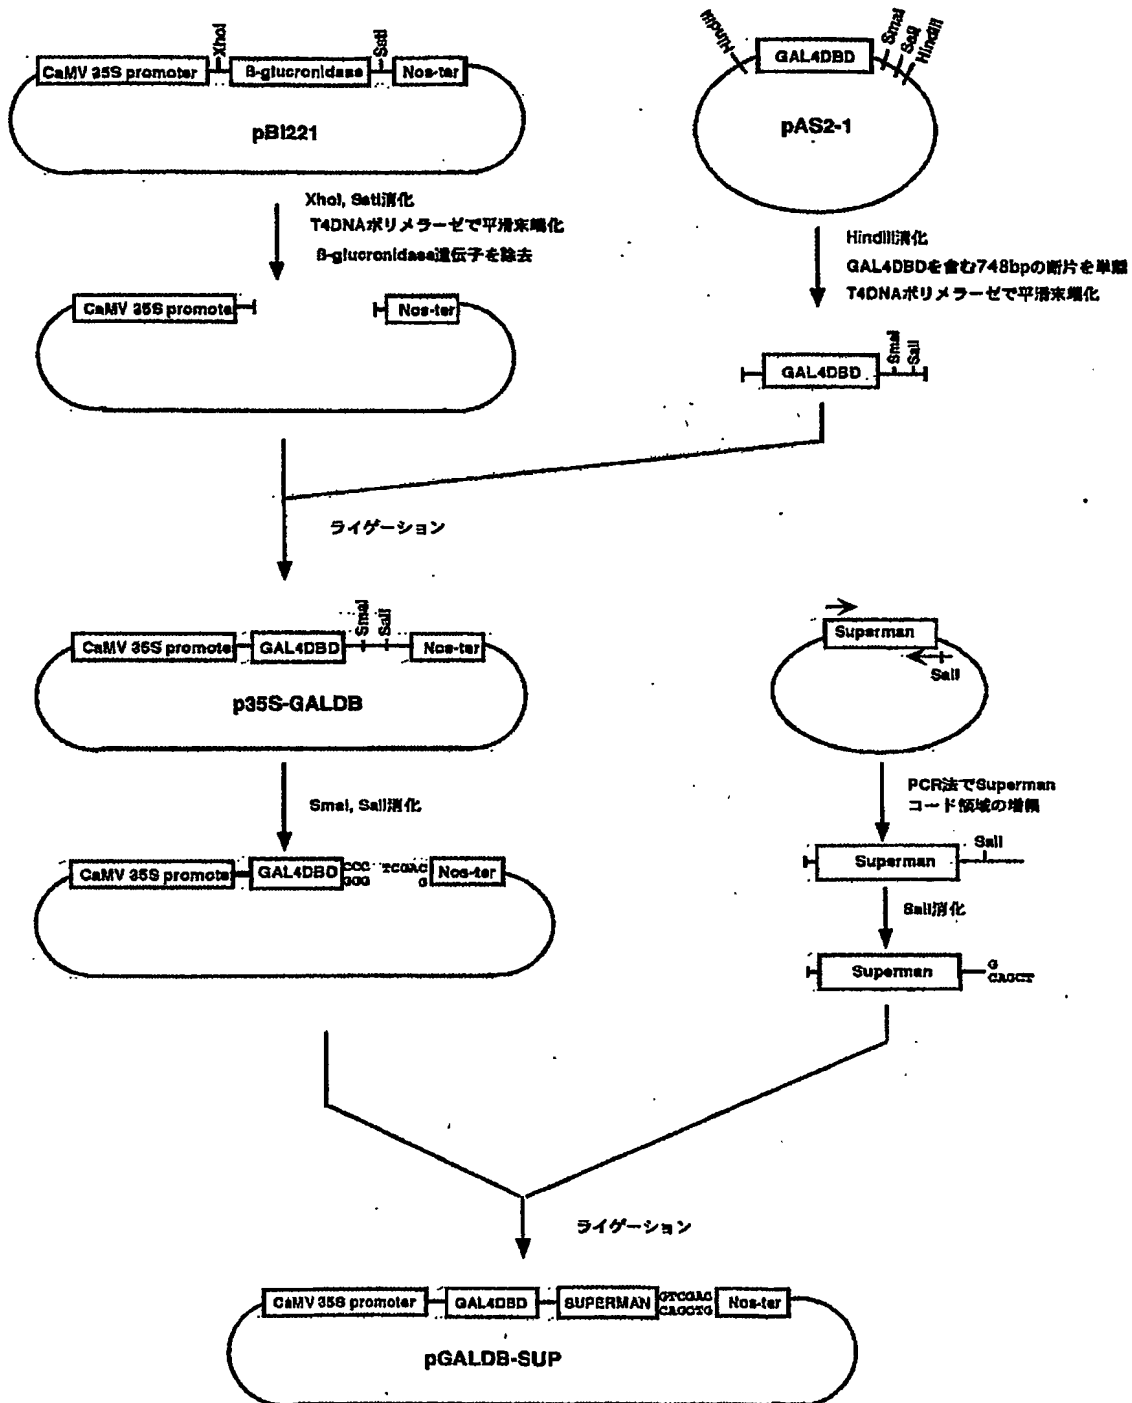 XhoI
SstI
CaMV 35S promoter
β-glucronidase
Nos-ter
pBI221
HindIII
GAL4DBD
SmaI
SalI
HindIII
pAS2-1
XhoI, SstI消化
T4DNAポリメラーゼで平滑末端化
β-glucronidase遺伝子を除去
HindIII消化
GAL4DBDを含む748bpの断片を単離
T4DNAポリメラーゼで平滑末端化
CaMV 35S promote
Nos-ter
GAL4DBD
SmaI
SalI
ライゲーション
CaMV 35S promote
GAL4DBD
SmaI
SalI
Nos-ter
p35S-GALDB
Superman
SalI
SmaI, SalI消化
PCR法でSuperman
コード領域の増幅
CaMV 35S promote
GAL4DBD
CCC
GGG
TCGAC
G
Nos-ter
Superman
SalI
SalI消化
Superman
G
CAGCT
ライゲーション
CaMV 35S promoter
GAL4DBD
SUPERMAN
GTCGAC
CAGCTG
Nos-ter
pGALDB-SUP